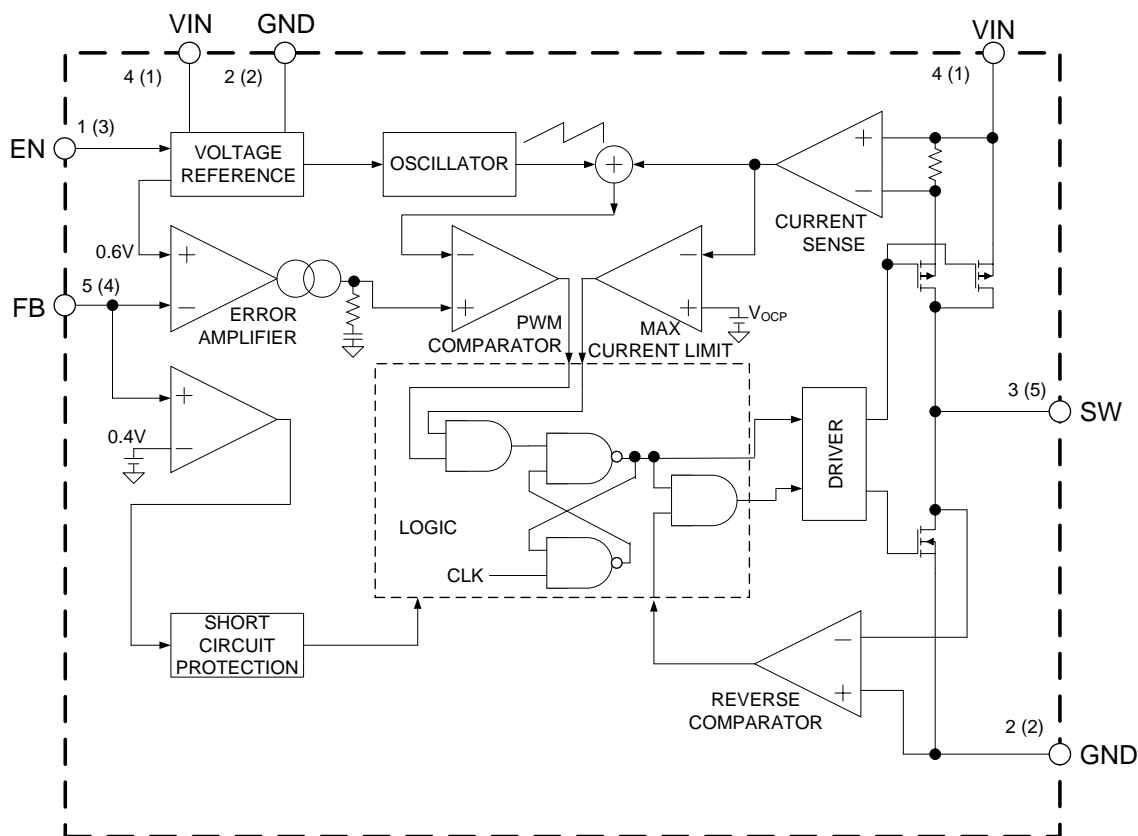 VIN
GND
VIN
4 (1)
2 (2)
4 (1)
1 (3)
EN
VOLTAGE
REFERENCE
OSCILLATOR
+
+
−
CURRENT
SENSE
0.6V
+
−
−
+
−
+
5 (4)
FB
ERROR
AMPLIFIER
PWM
COMPARATOR
MAX
CURRENT LIMIT
VOCP
+
0.4V
−
3 (5)
SW
DRIVER
LOGIC
CLK
SHORT
CIRCUIT
PROTECTION
−
+
REVERSE
COMPARATOR
2 (2)
GND